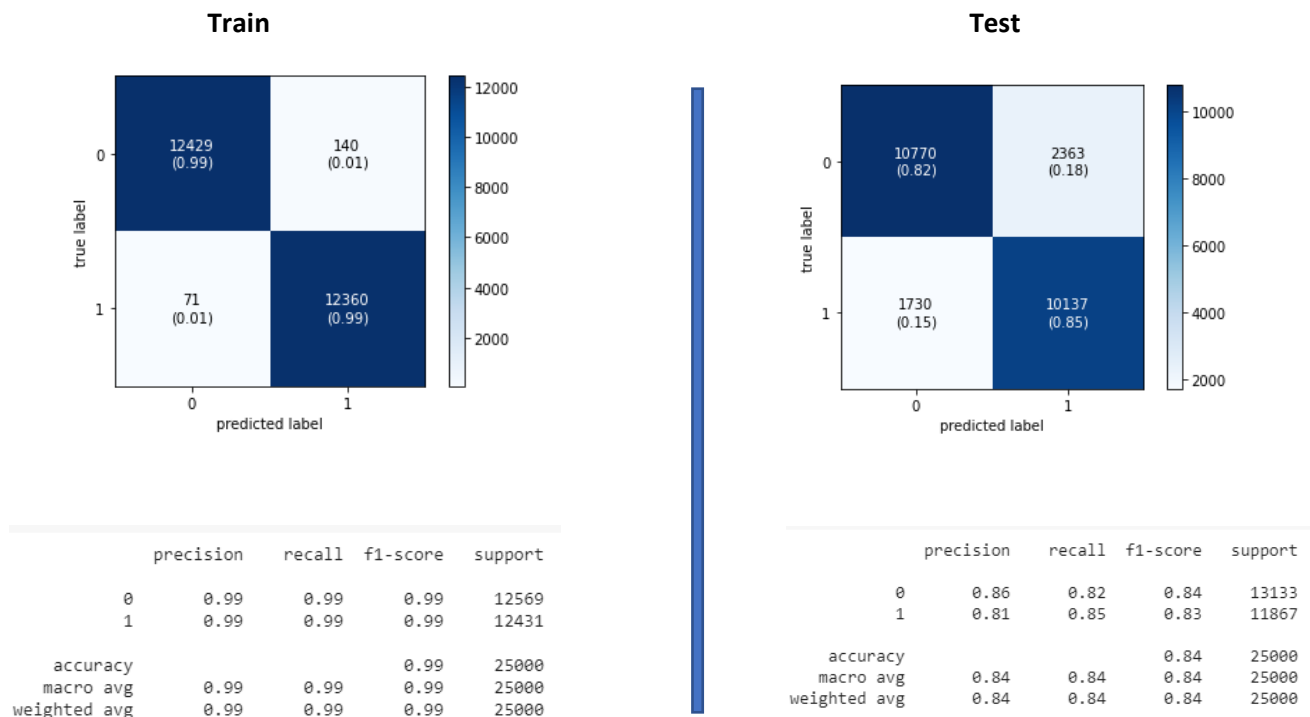 Train
12429
(0.99)
140
(0.01)
71
(0.01)
12360
(0.99)
0
1
true label
0
1
predicted label
12000
10000
8000
6000
4000
2000
precision recall f1-score support
0 0.99 0.99 0.99 12569
1 0.99 0.99 0.99 12431
accuracy 0.99 25000
macro avg 0.99 0.99 0.99 25000
weighted avg 0.99 0.99 0.99 25000
Test
10770
(0.82)
2363
(0.18)
1730
(0.15)
10137
(0.85)
0
1
true label
0
1
predicted label
10000
8000
6000
4000
2000
precision recall f1-score support
0 0.86 0.82 0.84 13133
1 0.81 0.85 0.83 11867
accuracy 0.84 25000
macro avg 0.84 0.84 0.84 25000
weighted avg 0.84 0.84 0.84 25000